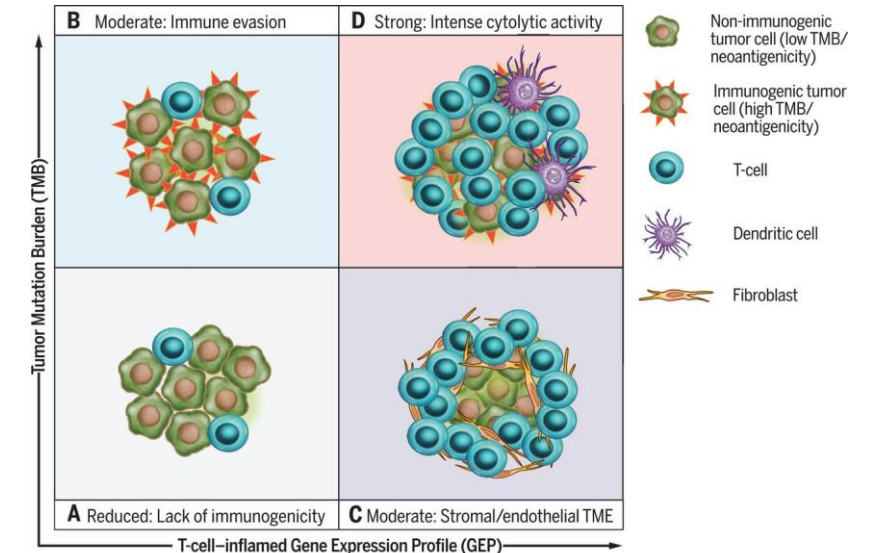 B Moderate: Immune evasion
D Strong: Intense cytolytic activity
Tumor Mutation Burden (TMB)
A Reduced: Lack of immunogenicity
C Moderate: Stromal/endothelial TME
T-cell–inflamed Gene Expression Profile (GEP)
Non-immunogenic
tumor cell (low TMB/
neoantigenicity)
Immunogenic tumor
cell (high TMB/
neoantigenicity)
T-cell
Dendritic cell
Fibroblast